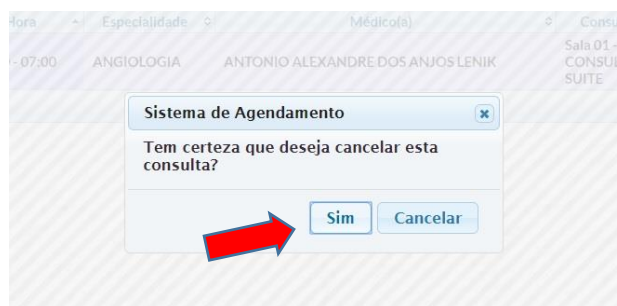 Hora Especialidade Médico(a) Consu
- 07:00 ANGIOLOGIA ANTONIO ALEXANDRE DOS ANJOS LENIK Sala 01 -
CONSUL
SUITE
Sistema de Agendamento
Tem certeza que deseja cancelar esta
consulta?
Sim Cancelar